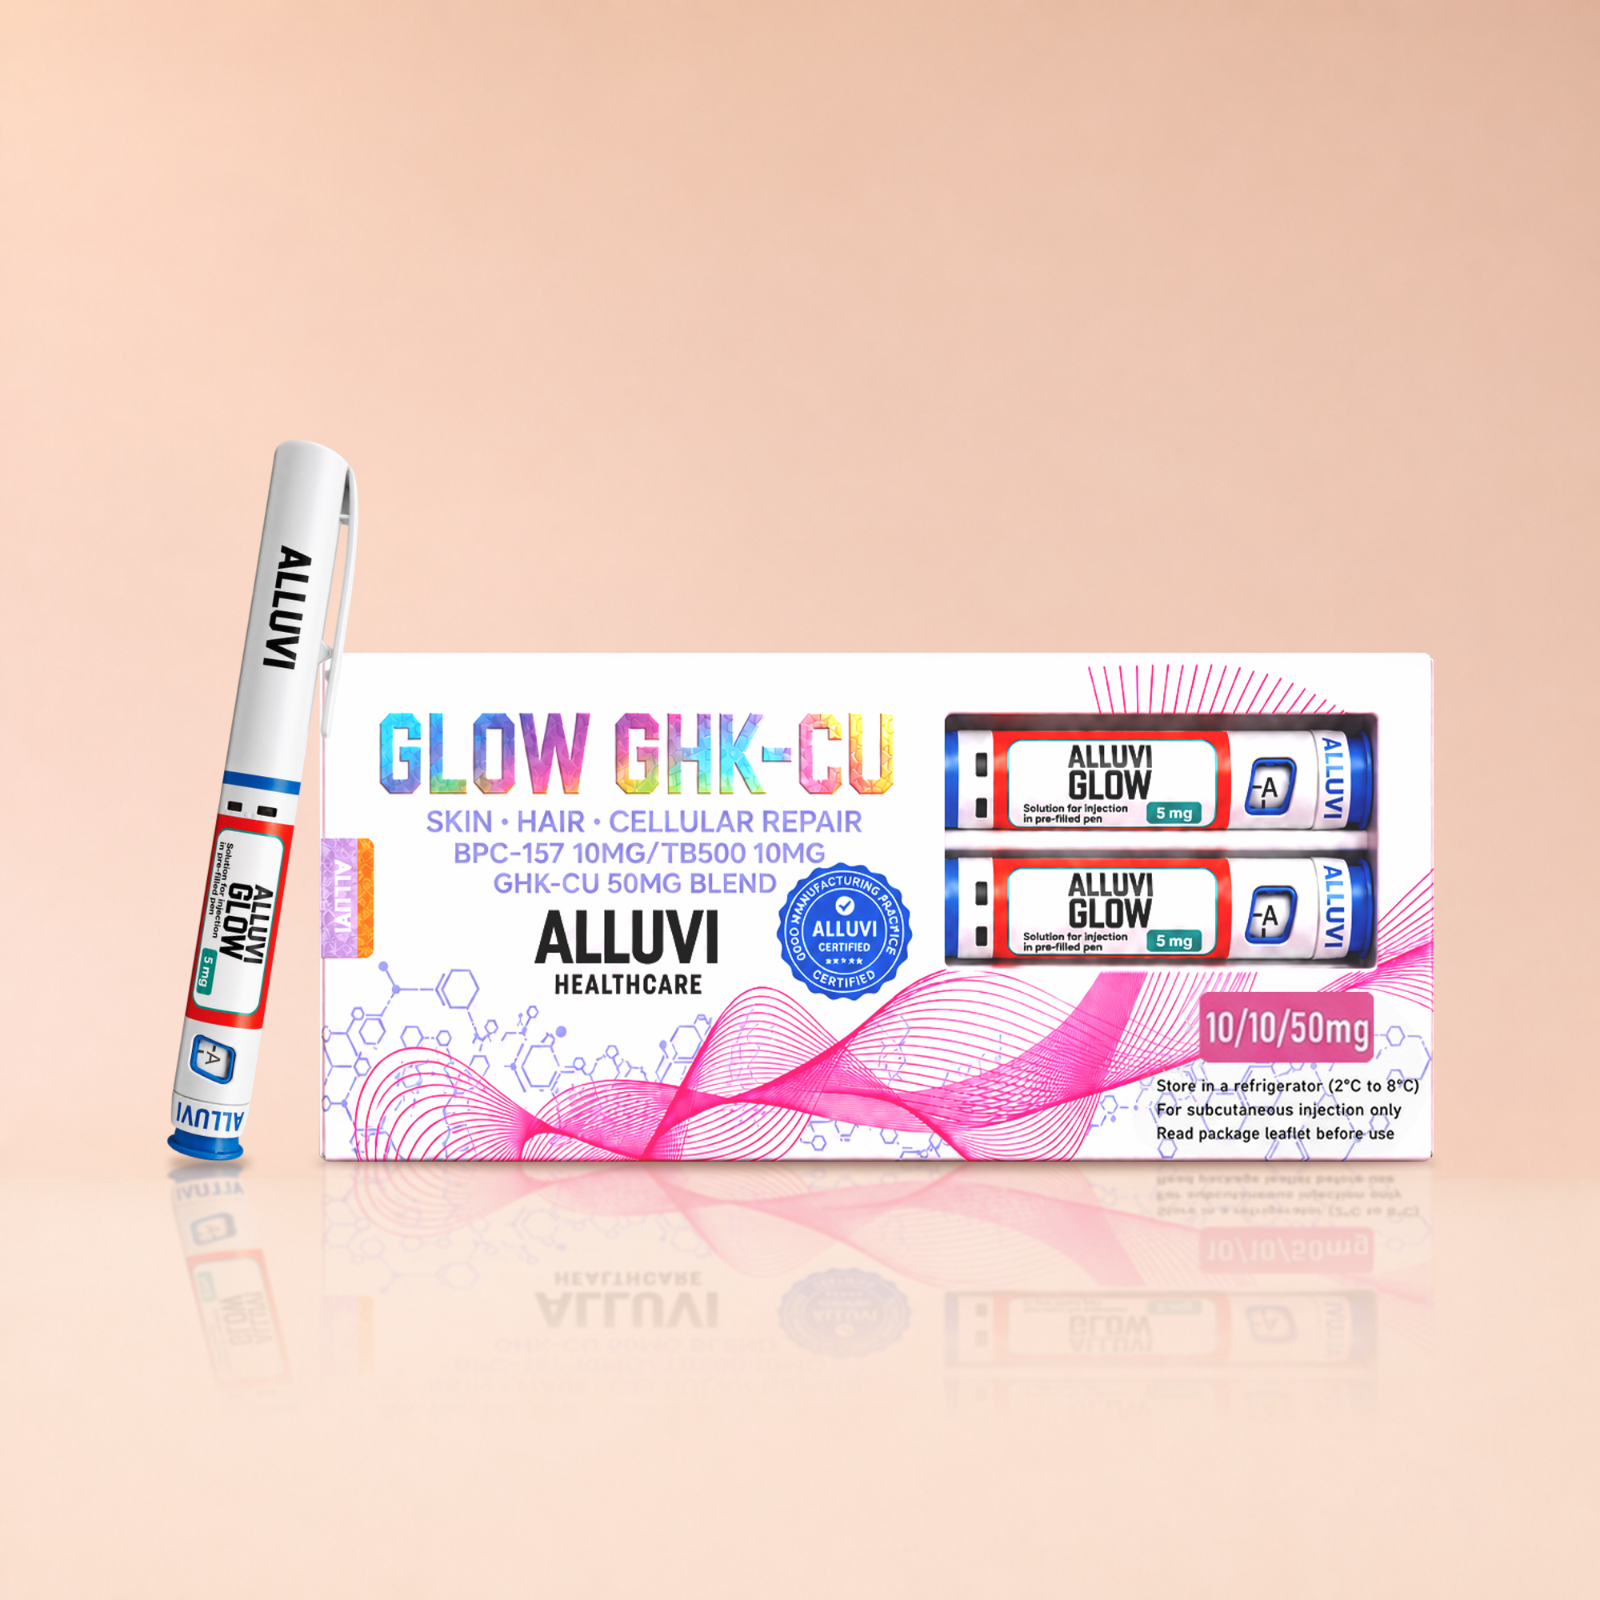 ALLUVI
ALLUVI
GLOW
Solution for injection
in pre-filled pen
5 mg
A
ALLUVI
ALLUVI
GLOW GHK-CU
SKIN • HAIR • CELLULAR REPAIR
BPC-157 10MG/TB500 10MG
GHK-CU 50MG BLEND
ALLUVI
HEALTHCARE
ALLUVI
CERTIFIED
CERTIFIED
ALLUVI
GLOW
Solution for injection
in pre-filled pen
5 mg
A
ALLUVI
ALLUVI
GLOW
Solution for injection
in pre-filled pen
5 mg
A
ALLUVI
10/10/50mg
Store in a refrigerator (2°C to 8°C)
For subcutaneous injection only
Read package leaflet before use